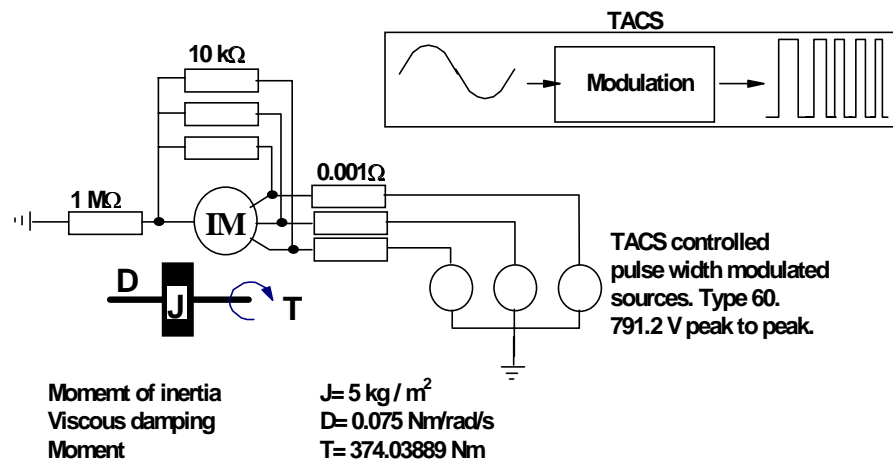 TACS
10 kΩ
Modulation
0.001Ω
1 MΩ
IM
TACS controlled
pulse width modulated
sources. Type 60.
791.2 V peak to peak.
D
J
T
Momemt of inertia J= 5 kg / m²
Viscous damping D= 0.075 Nm/rad/s
Moment T= 374.03889 Nm